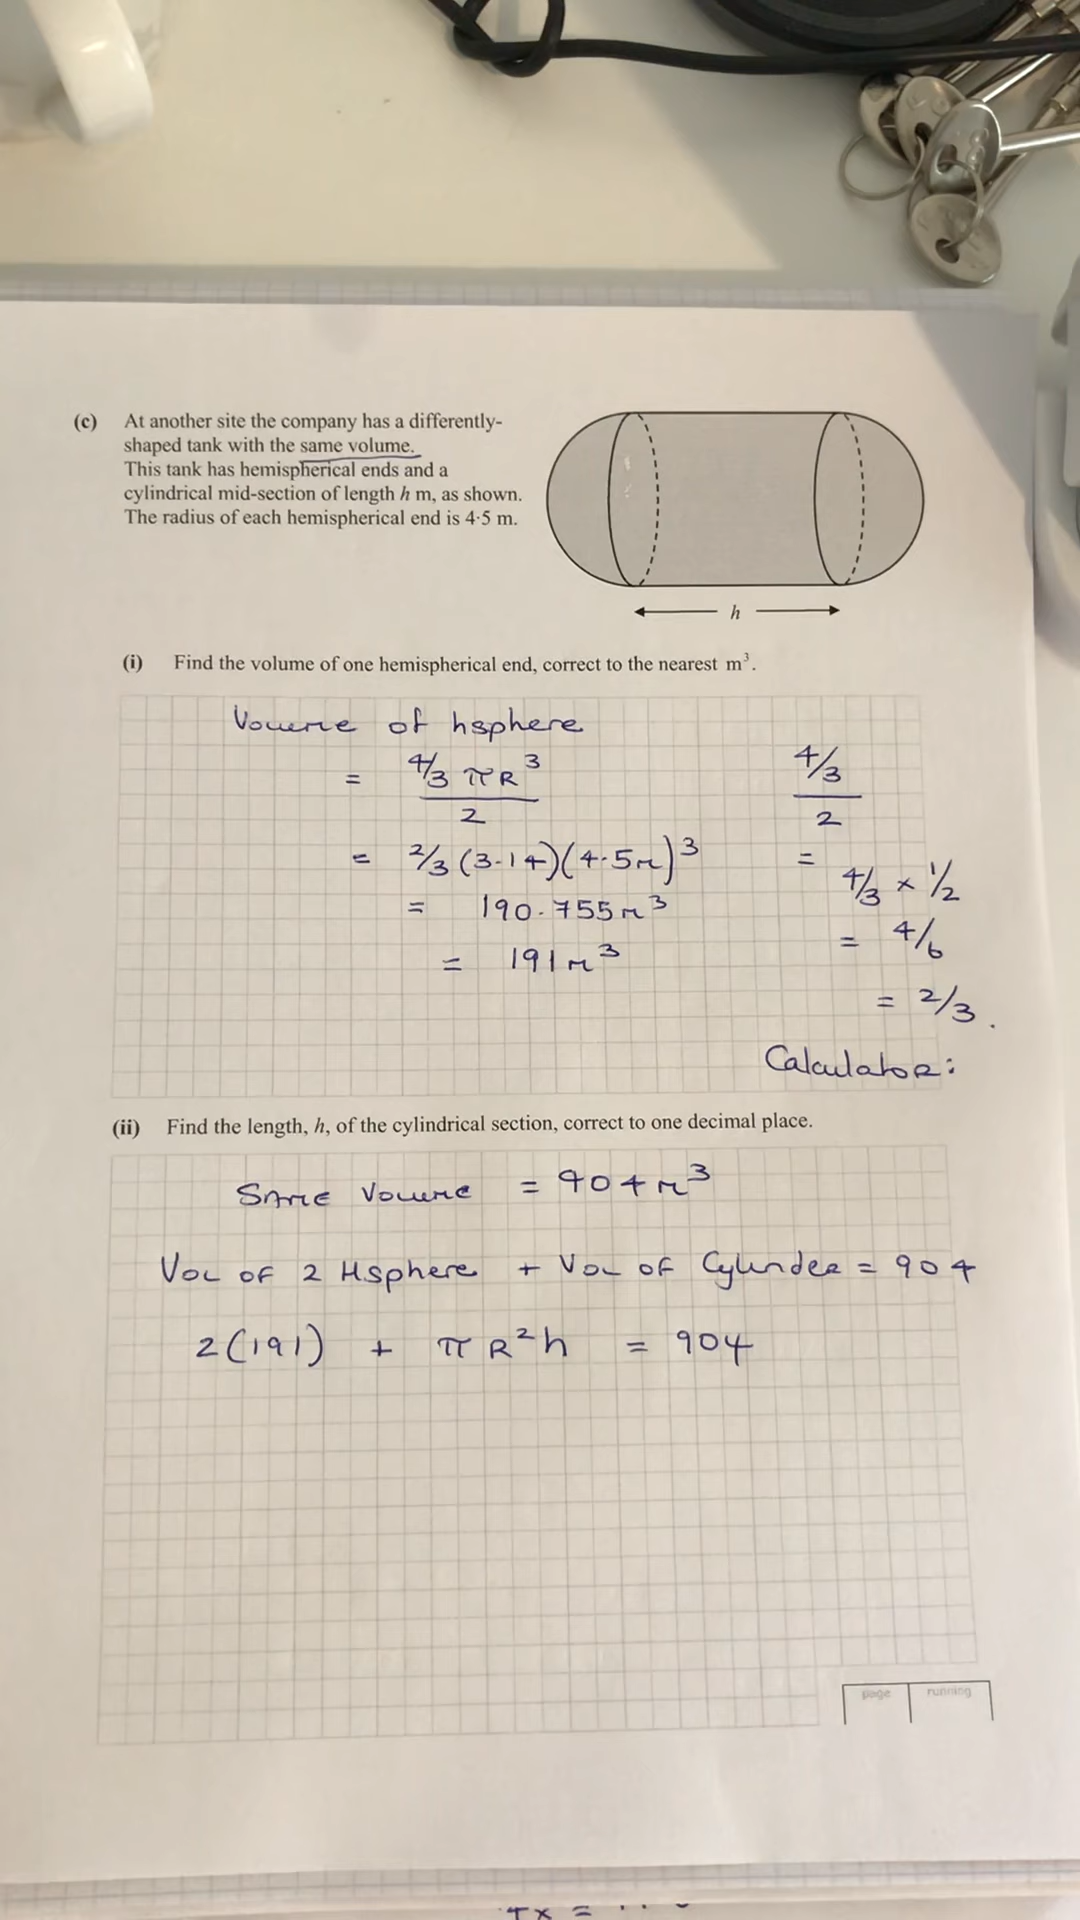 (c) At another site the company has a differently-
shaped tank with the same volume.
This tank has hemispherical ends and a
cylindrical mid-section of length h m, as shown.
The radius of each hemispherical end is 4·5 m.
h
(i) Find the volume of one hemispherical end, correct to the nearest m³.
Volume of hsphere
= 4/3 πR³
2
= 2/3 (3.14)(4.5m)³
= 190.755m³
= 191m³
4/3
2
= 4/3 × 1/2
= 4/6
= 2/3.
Calculator:
(ii) Find the length, h, of the cylindrical section, correct to one decimal place.
Same Volume = 904m³
Vol of 2 Hsphere + Vol of Cylinder = 904
2(191) + πR²h = 904
page running